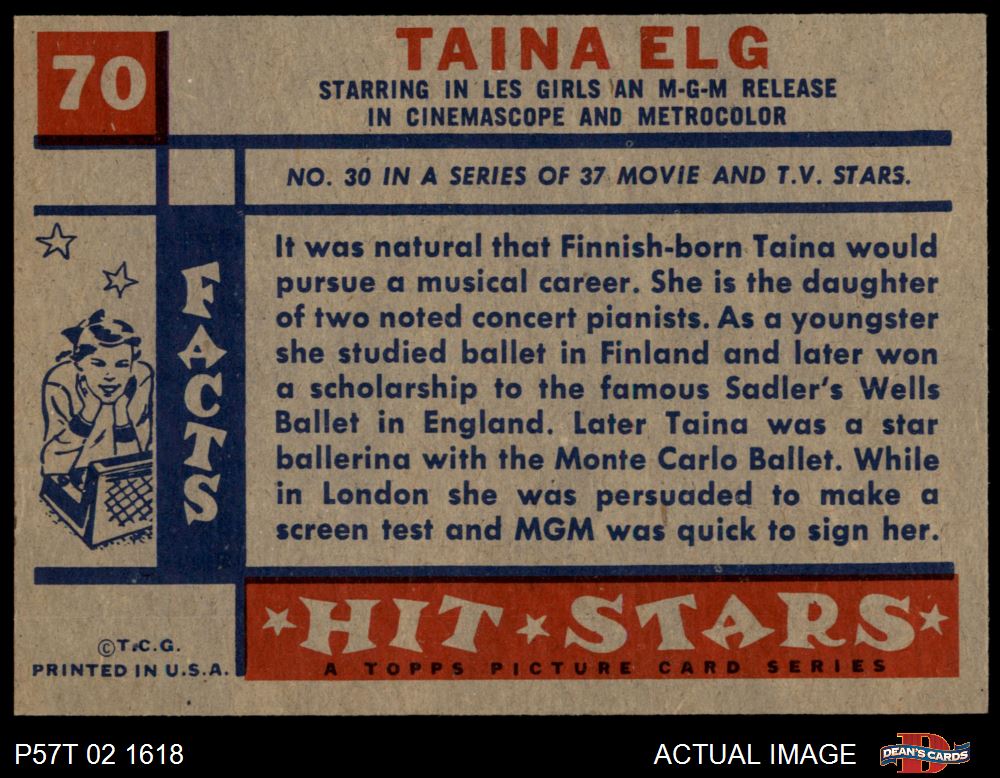 70
TAINA ELG
STARRING IN LES GIRLS AN M-G-M RELEASE
IN CINEMASCOPE AND METROCOLOR
NO. 30 IN A SERIES OF 37 MOVIE AND T.V. STARS.
FACTS
It was natural that Finnish-born Taina would
pursue a musical career. She is the daughter
of two noted concert pianists. As a youngster
she studied ballet in Finland and later won
a scholarship to the famous Sadler's Wells
Ballet in England. Later Taina was a star
ballerina with the Monte Carlo Ballet. While
in London she was persuaded to make a
screen test and MGM was quick to sign her.
HIT STARS
A TOPPS PICTURE CARD SERIES
©T.C.G.
PRINTED IN U.S.A.
P57T 02 1618
ACTUAL IMAGE
D
DEAN'S CARDS